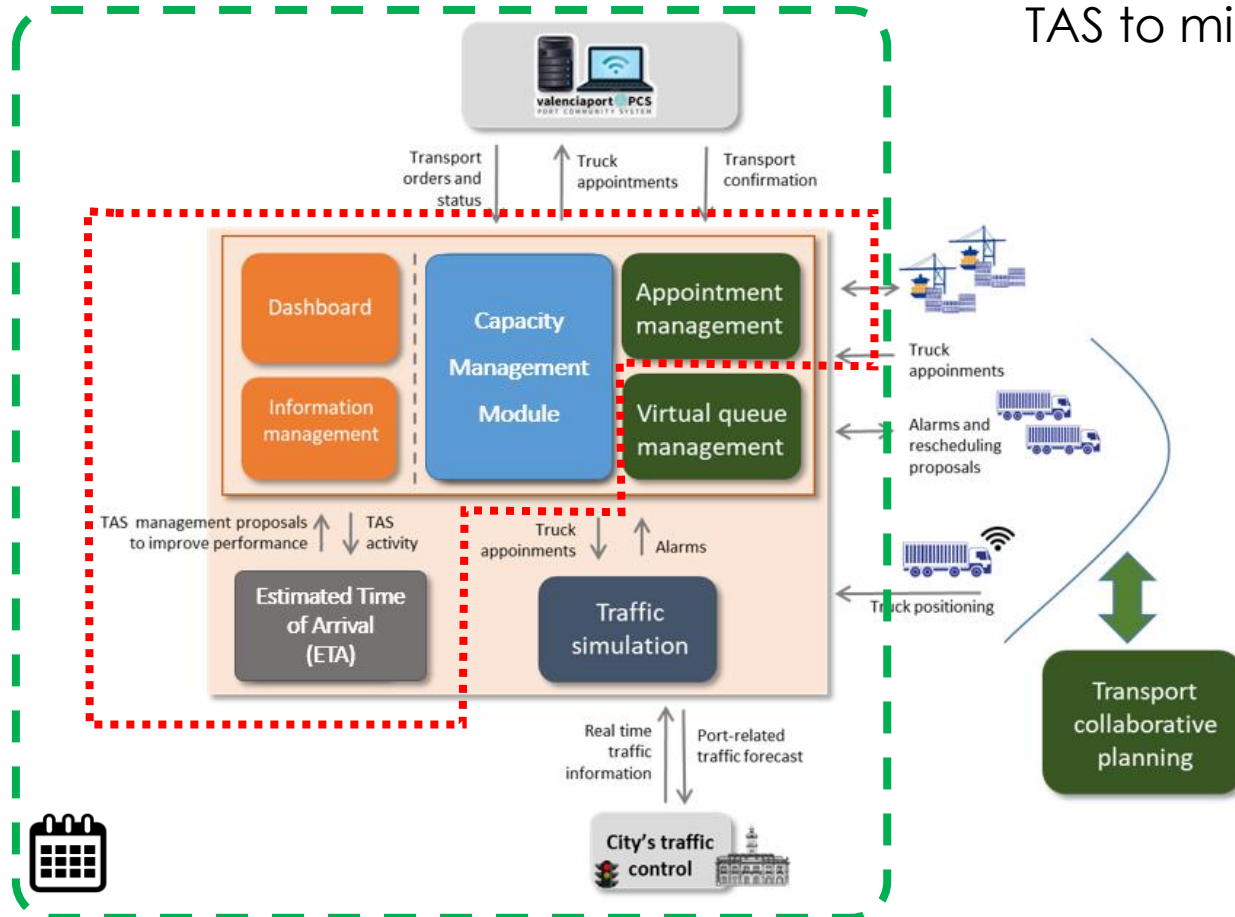 TAS to mi
valenciaport PCS
PORT COMMUNITY SYSTEM
Transport
orders and
status
Truck
appointments
Transport
confirmation
Dashboard
Capacity
Management
Module
Appointment
management
Information
management
Virtual queue
management
Truck
appoinments
Alarms and
rescheduling
proposals
TAS management proposals
to improve performance
TAS
activity
Truck
appoinments
Alarms
Estimated Time
of Arrival
(ETA)
Traffic
simulation
Truck positioning
Transport
collaborative
planning
Real time
traffic
information
Port-related
traffic forecast
City's traffic
control